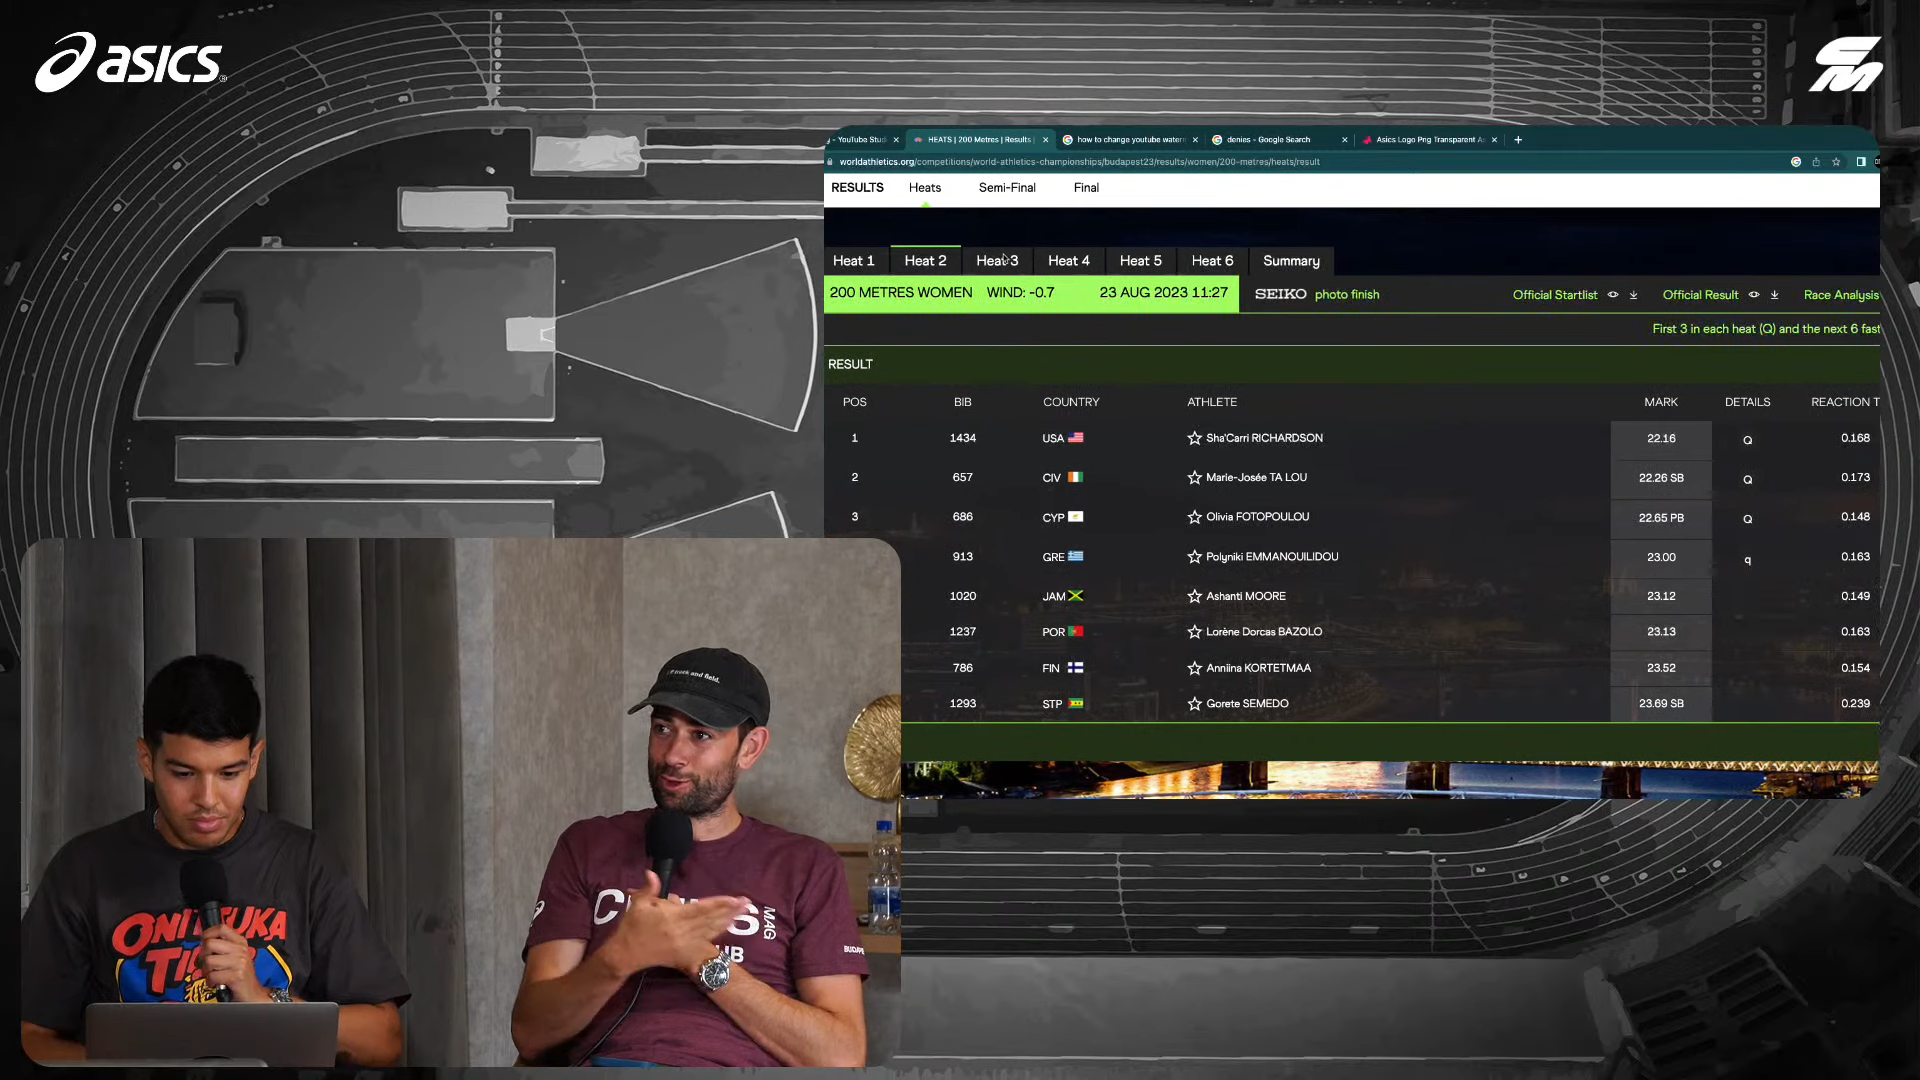 asics
SM
- YouTube Stud
HEATS | 200 Metres | Results |
how to change youtube watern
denies - Google Search
Asics Logo Png Transparent As
worldathletics.org/competitions/world-athletics-championships/budapest23/results/women/200-metres/heats/result
RESULTS Heats Semi-Final Final
Heat 1 Heat 2 Heat 3 Heat 4 Heat 5 Heat 6 Summary
200 METRES WOMEN WIND: -0.7 23 AUG 2023 11:27 SEIKO photo finish Official Startlist Official Result Race Analysis
First 3 in each heat (Q) and the next 6 fast
RESULT
POS BIB COUNTRY ATHLETE MARK DETAILS REACTION T
1 1434 USA Sha'Carri RICHARDSON 22.16 Q 0.168
2 657 CIV Marie-Josée TA LOU 22.26 SB Q 0.173
3 686 CYP Olivia FOTOPOULOU 22.65 PB Q 0.148
913 GRE Polyniki EMMANOUILIDOU 23.00 q 0.163
1020 JAM Ashanti MOORE 23.12 0.149
1237 POR Lorène Dorcas BAZOLO 23.13 0.163
786 FIN Anniina KORTETMAA 23.52 0.154
1293 STP Gorete SEMEDO 23.69 SB 0.239
track and field.
MAG